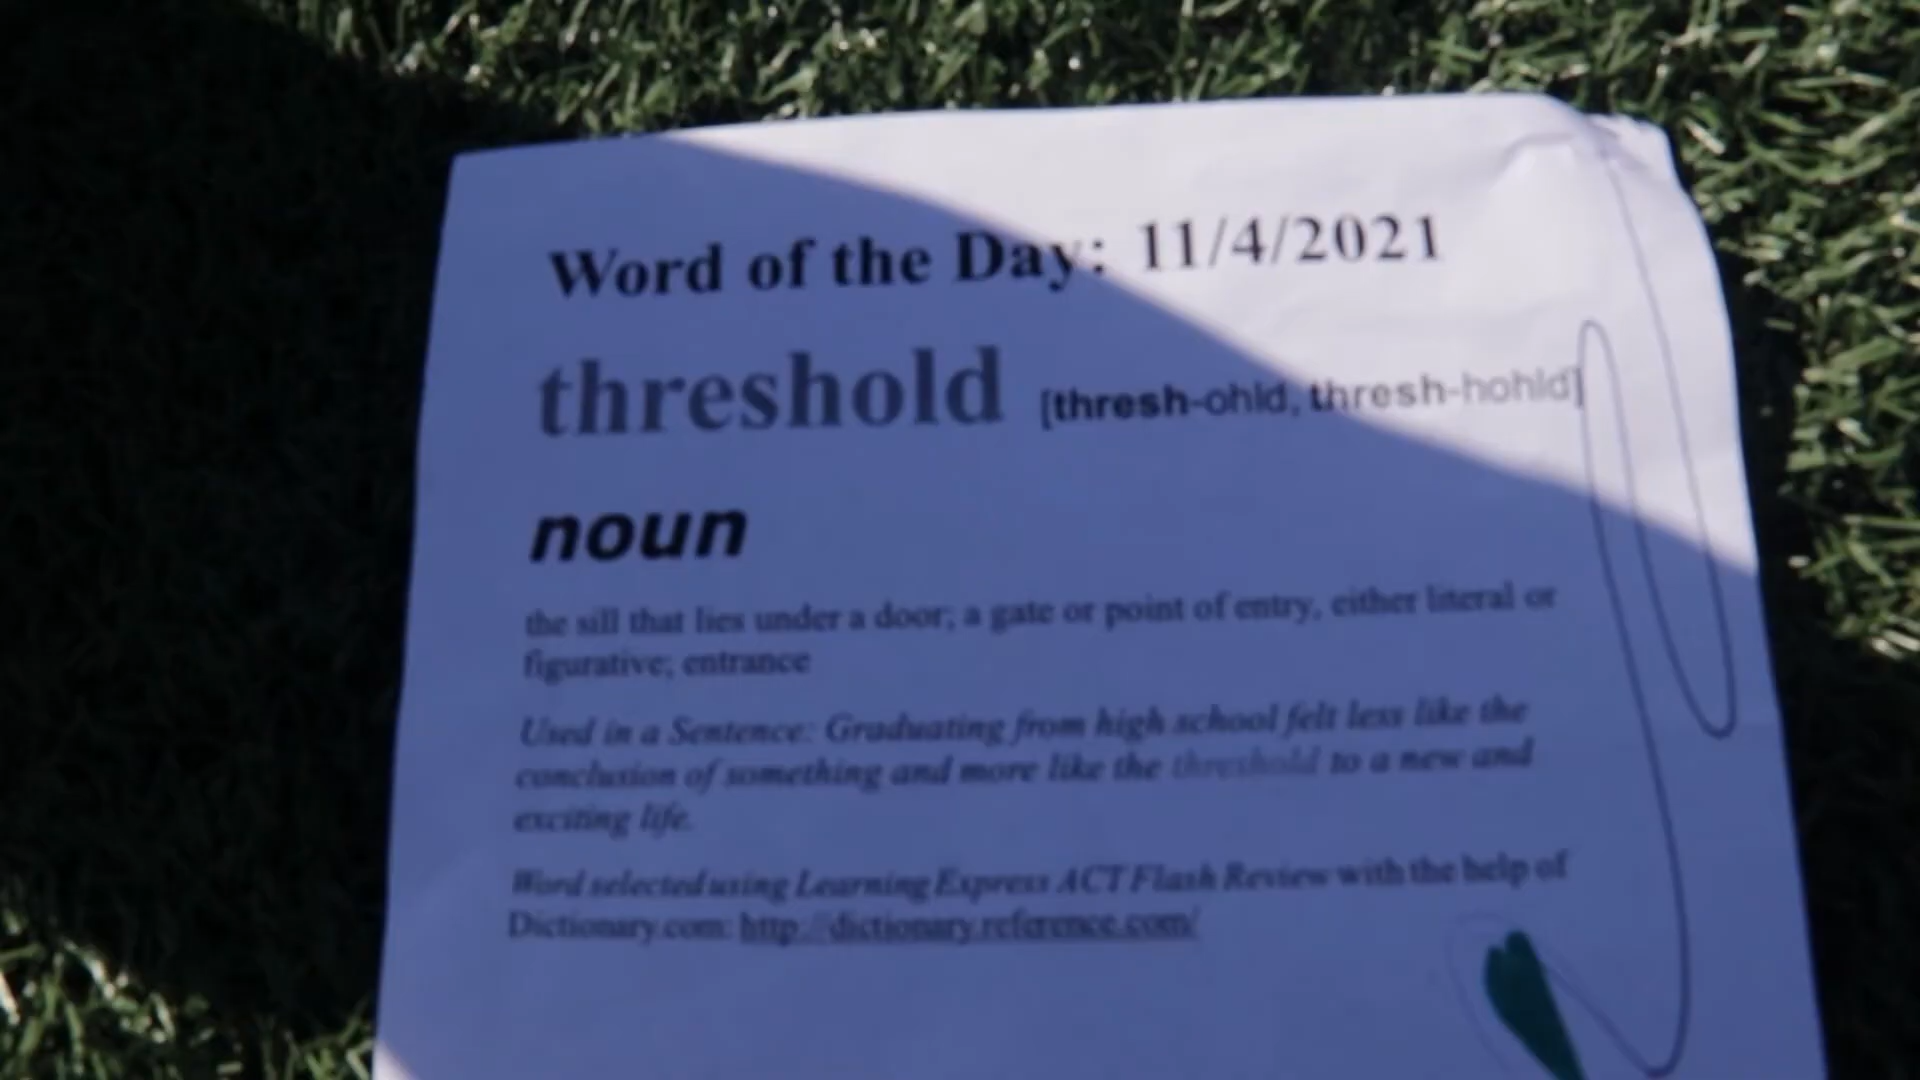 Word of the Day: 11/4/2021
threshold [thresh-ohld, thresh-hohld]
noun
the sill that lies under a door; a gate or point of entry, either literal or
figurative; entrance
Used in a Sentence: Graduating from high school felt less like the
conclusion of something and more like the threshold to a new and
exciting life.
Word selected using Learning Express ACT Flash Review with the help of
Dictionary.com: http://dictionary.reference.com/